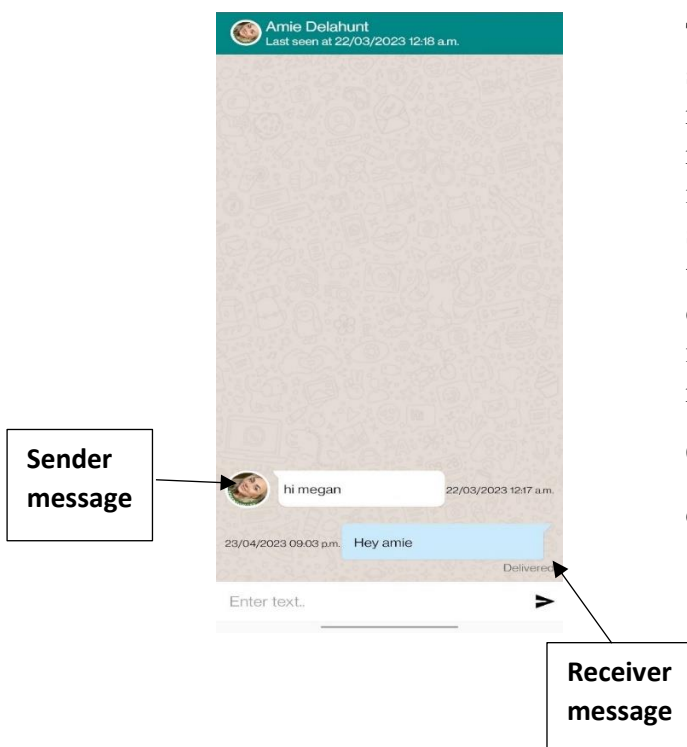 Amie Delahunt
Last seen at 22/03/2023 12:18 a.m.
Sender
message
hi megan
22/03/2023 12:17 a.m.
23/04/2023 09:03 p.m.
Hey amie
Delivered
Enter text..
Receiver
message